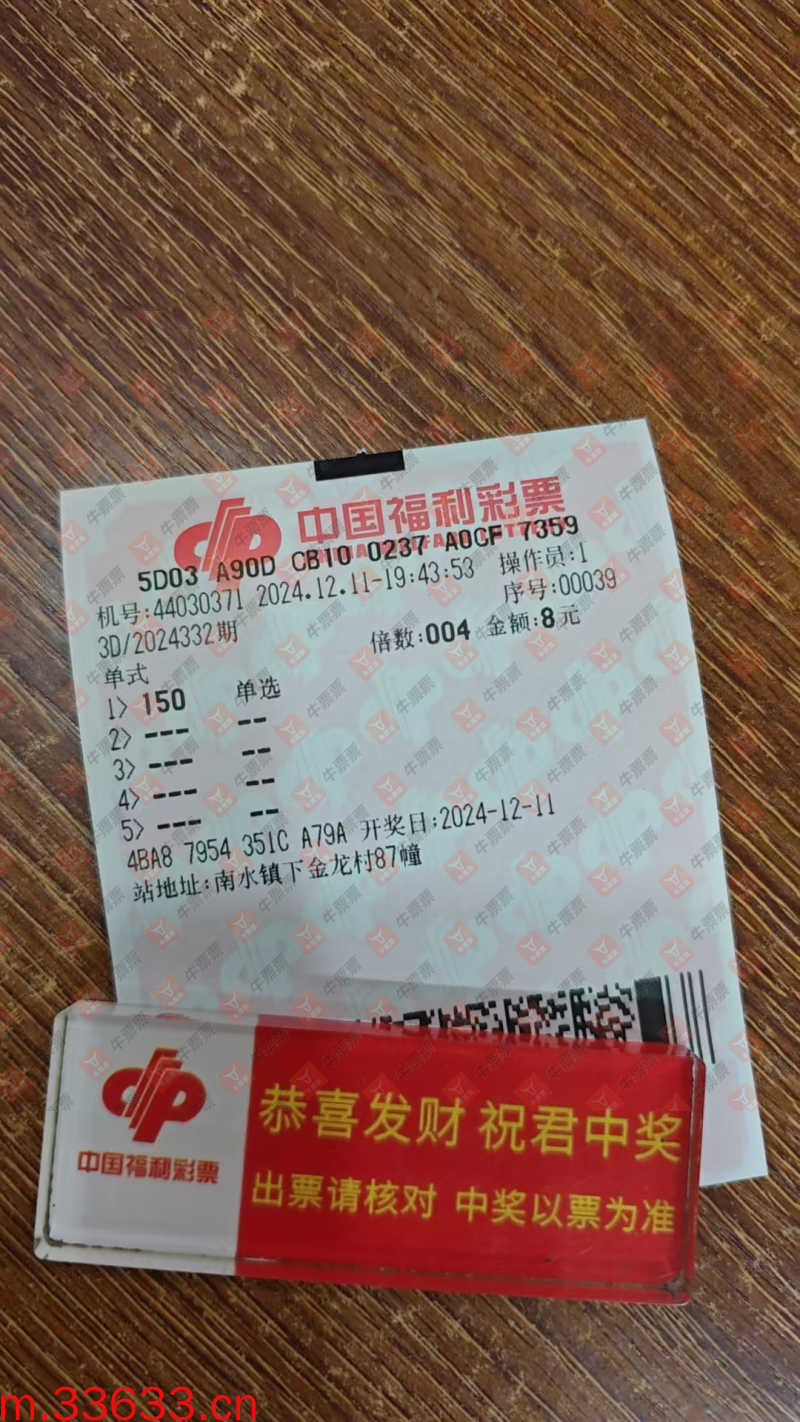 中国福利彩票
5D03 A90D CB10 0237 A0CF 7359
机号:44030371 2024.12.11-19:43:53 操作员:1
3D/2024332期 序号:00039
单式 倍数:004 金额:8元
1> 150 单选
2> --- --
3> --- --
4> --- --
5> --- --
4BA8 7954 351C A79A 开奖日:2024-12-11
站地址:南水镇下金龙村87幢
中国福利彩票
恭喜发财 祝君中奖
出票请核对 中奖以票为准
牛票票
m.33633.cn